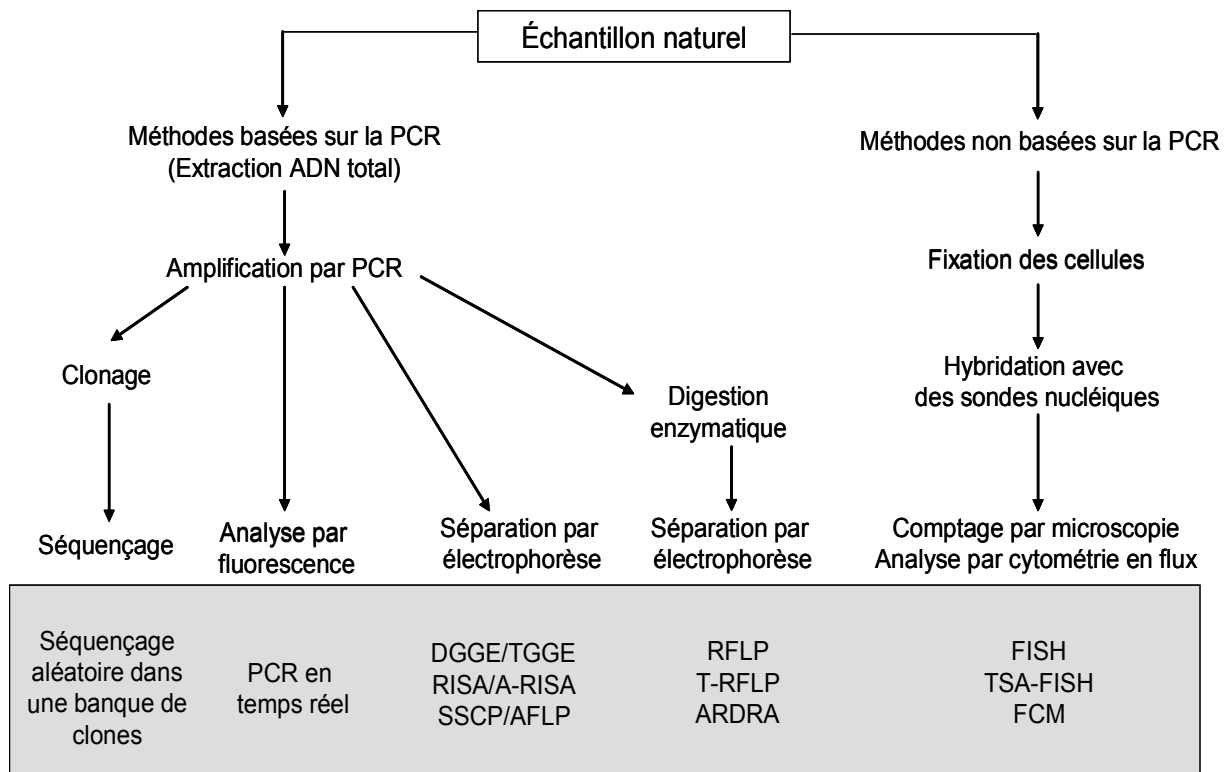 Échantillon naturel
Méthodes basées sur la PCR
(Extraction ADN total)
Méthodes non basées sur la PCR
Amplification par PCR
Fixation des cellules
Clonage
Hybridation avec
des sondes nucléiques
Digestion
enzymatique
Séquençage
Analyse par
fluorescence
Séparation par
électrophorèse
Séparation par
électrophorèse
Comptage par microscopie
Analyse par cytométrie en flux
Séquençage
aléatoire dans
une banque de
clones
PCR en
temps réel
DGGE/TGGE
RISA/A-RISA
SSCP/AFLP
RFLP
T-RFLP
ARDRA
FISH
TSA-FISH
FCM